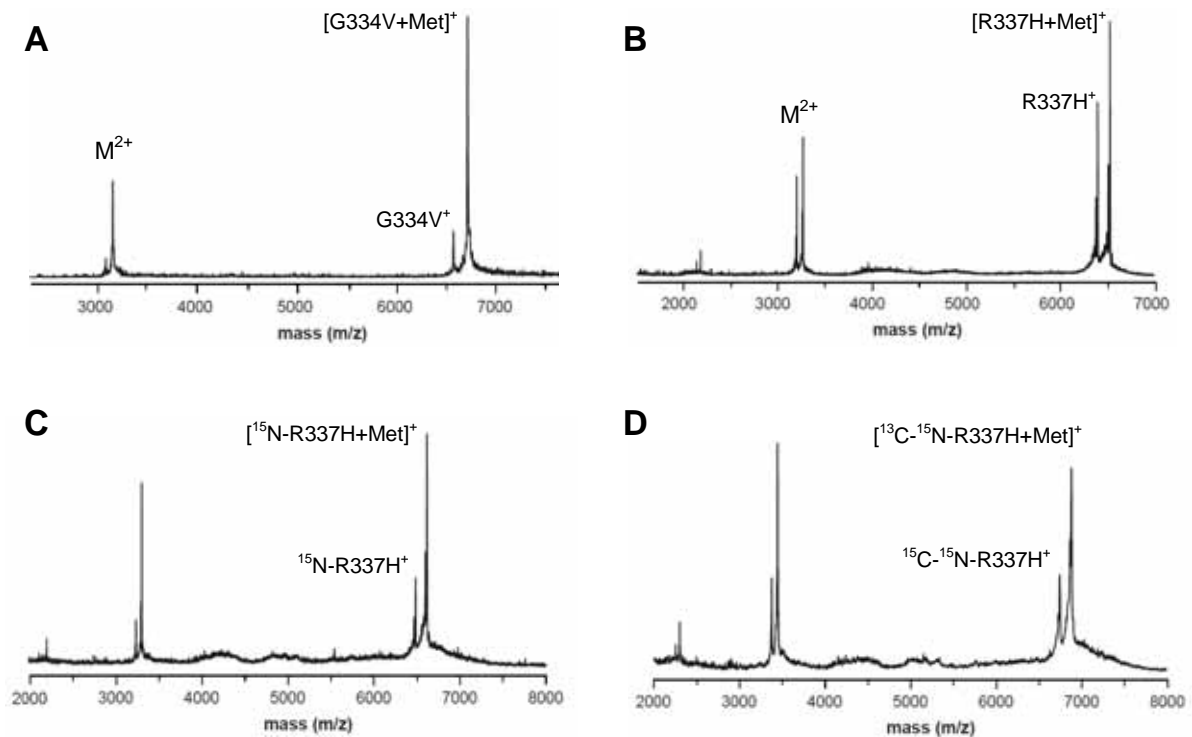 A
[G334V+Met]⁺
M²⁺
G334V⁺
3000 4000 5000 6000 7000
mass (m/z)
B
[R337H+Met]⁺
R337H⁺
M²⁺
2000 3000 4000 5000 6000 7000
mass (m/z)
C
[¹⁵N-R337H+Met]⁺
¹⁵N-R337H⁺
2000 3000 4000 5000 6000 7000 8000
mass (m/z)
D
[¹³C-¹⁵N-R337H+Met]⁺
¹⁵C-¹⁵N-R337H⁺
2000 3000 4000 5000 6000 7000 8000
mass (m/z)